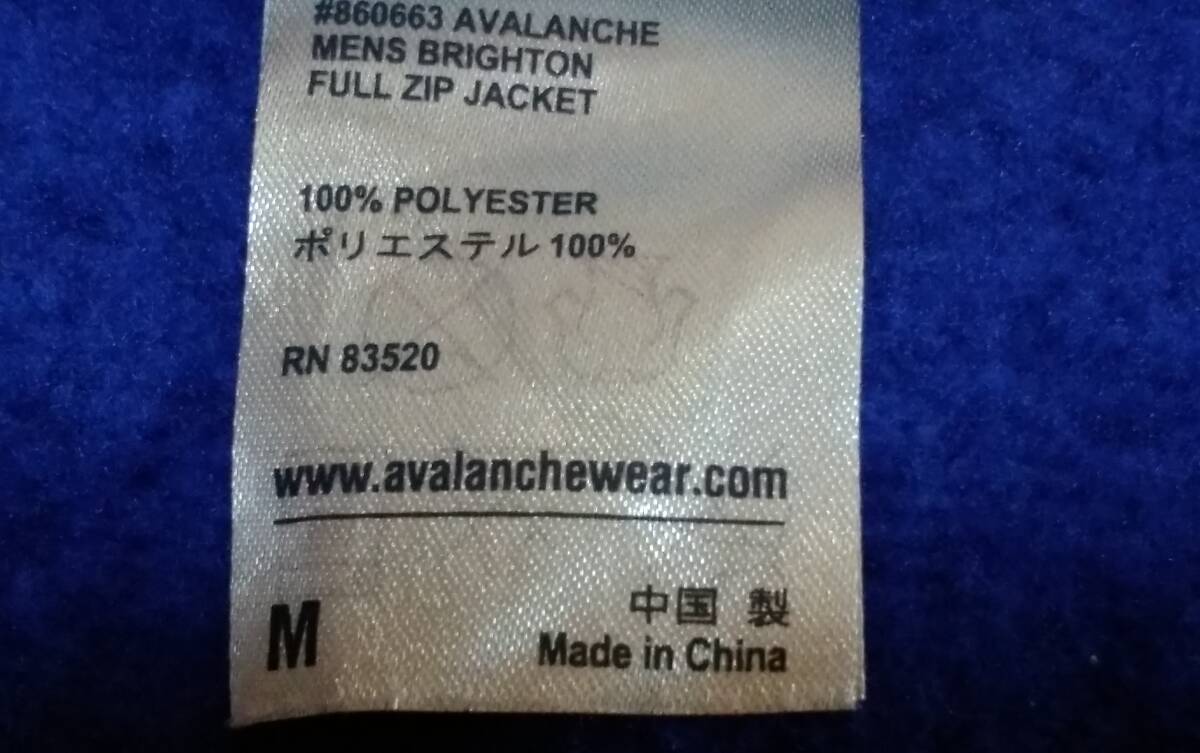 #860663 AVALANCHE
MENS BRIGHTON
FULL ZIP JACKET
100% POLYESTER
ポリエステル 100%
RN 83520
www.avalanchewear.com
M
中国 製
Made in China